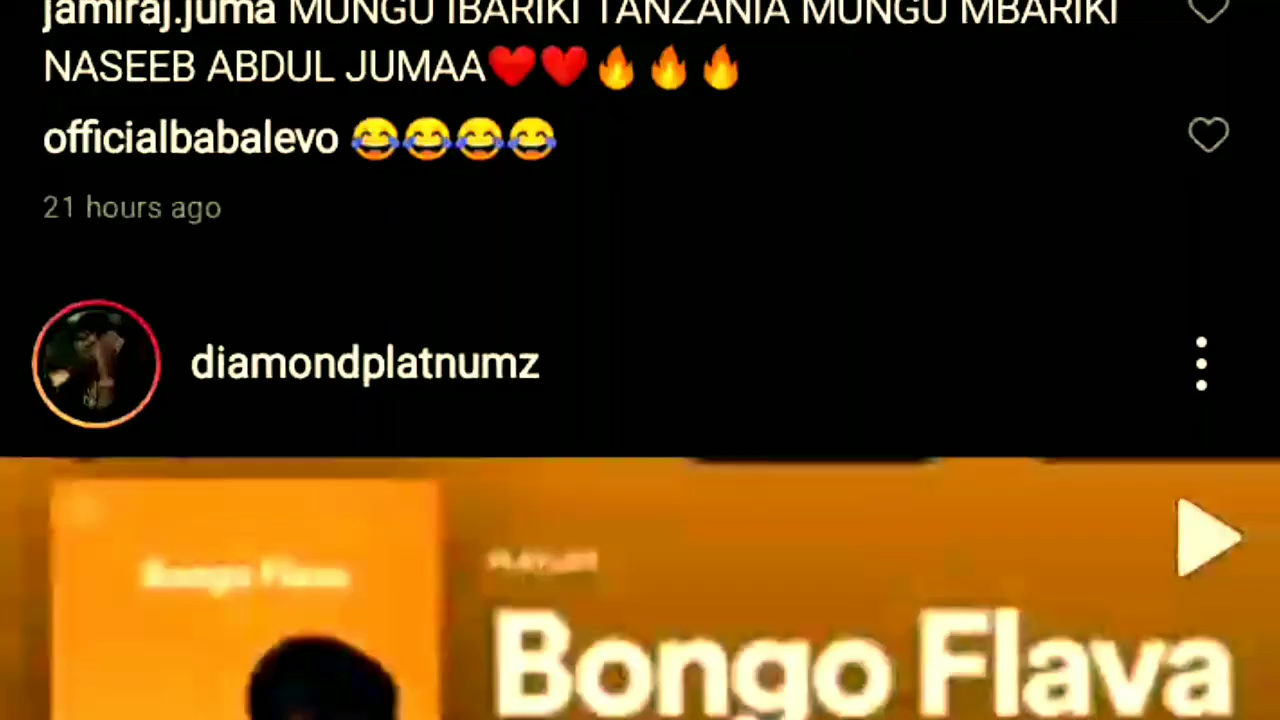 jamiraj.juma MUNGU IBARIKI TANZANIA MUNGU MBARIKI
NASEEB ABDUL JUMAA❤️❤️🔥🔥🔥
officialbabalevo 😂😂😂😂
21 hours ago
diamondplatnumz
Bongo Flava
PLAYLIST
Bongo Flava